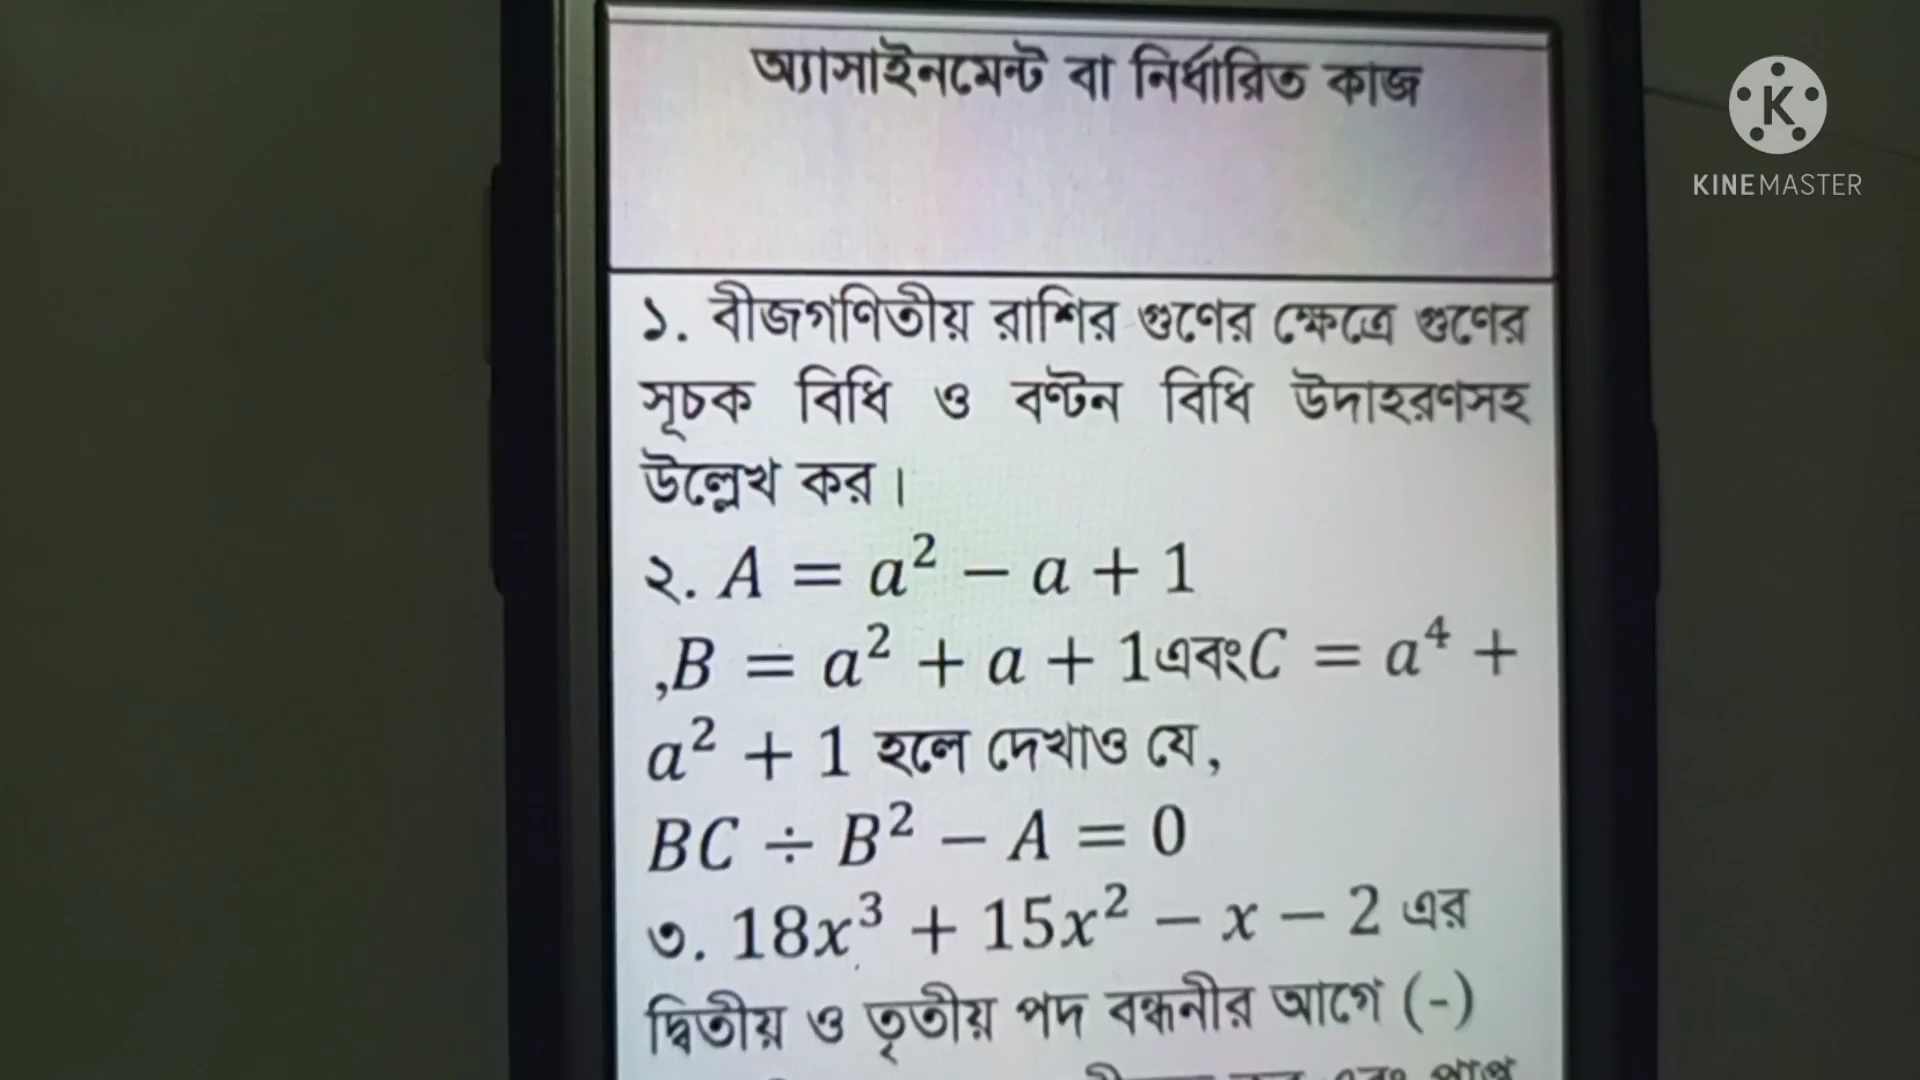 অ্যাসাইনমেন্ট বা নির্ধারিত কাজ
K
KINEMASTER
১. বীজগণিতীয় রাশির গুণের ক্ষেত্রে গুণের
সূচক বিধি ও বণ্টন বিধি উদাহরণসহ
উল্লেখ কর।
২. A = a² − a + 1
,B = a² + a + 1এবংC = a⁴ +
a² + 1 হলে দেখাও যে,
BC ÷ B² − A = 0
৩. 18x³ + 15x² − x − 2 এর
দ্বিতীয় ও তৃতীয় পদ বন্ধনীর আগে (-)